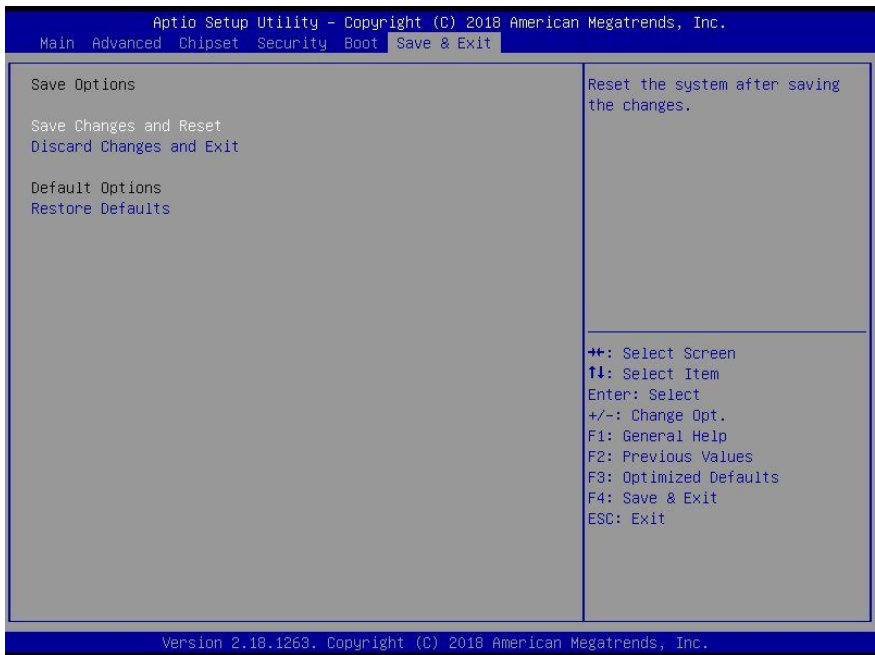 Aptio Setup Utility – Copyright (C) 2018 American Megatrends, Inc.
Main Advanced Chipset Security Boot Save & Exit
Save Options
Save Changes and Reset
Discard Changes and Exit
Default Options
Restore Defaults
Reset the system after saving
the changes.
→←: Select Screen
↑↓: Select Item
Enter: Select
+/-: Change Opt.
F1: General Help
F2: Previous Values
F3: Optimized Defaults
F4: Save & Exit
ESC: Exit
Version 2.18.1263. Copyright (C) 2018 American Megatrends, Inc.